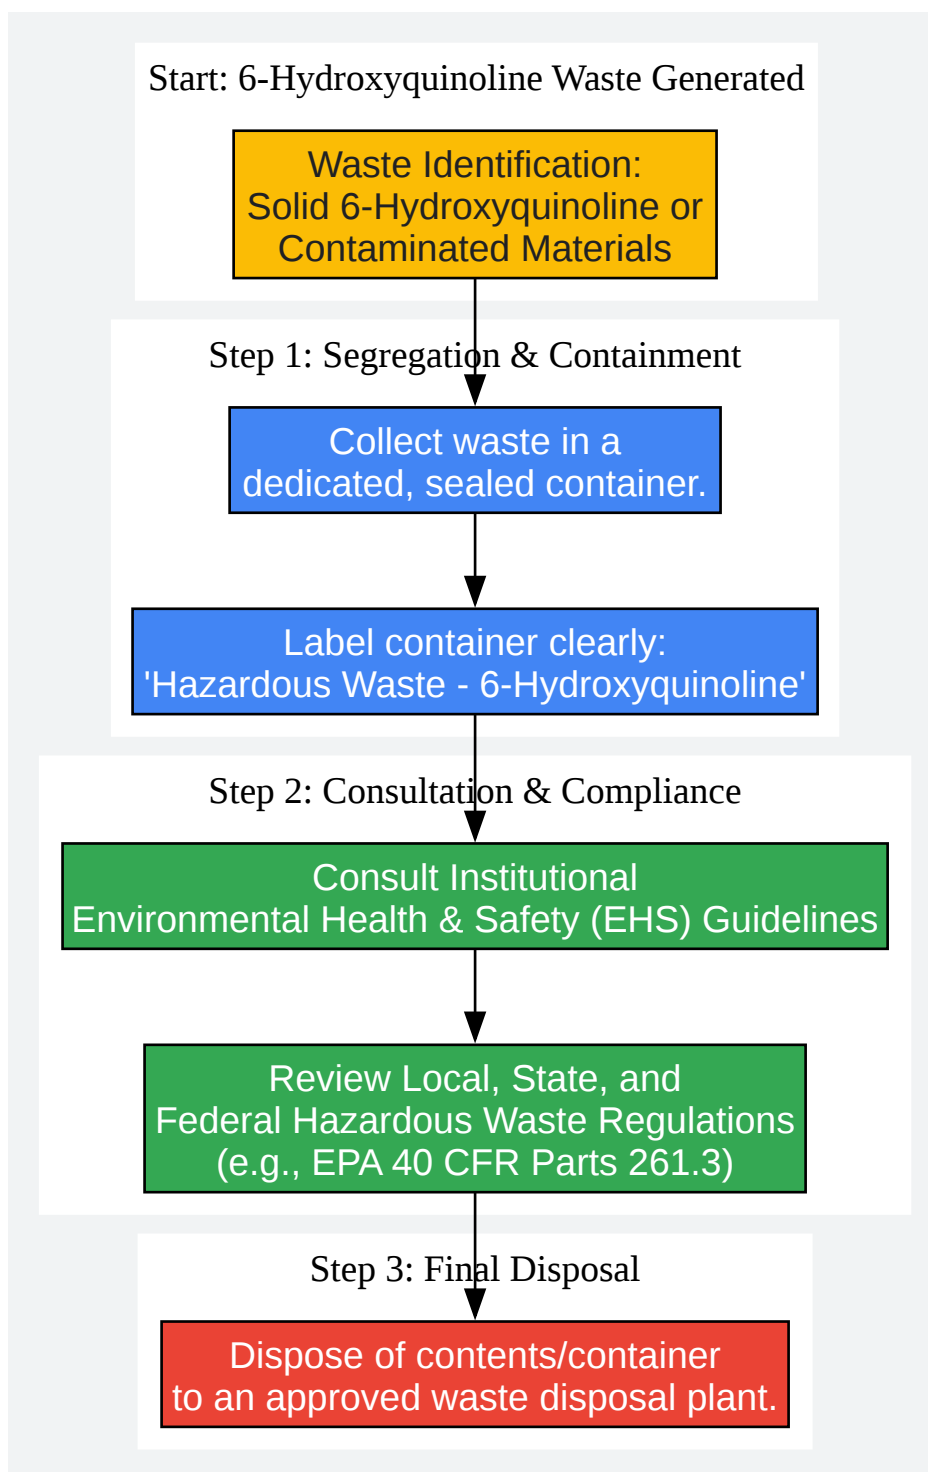 Start: 6-Hydroxyquinoline Waste Generated
Waste Identification:
Solid 6-Hydroxyquinoline or
Contaminated Materials
Step 1: Segregation & Containment
Collect waste in a
dedicated, sealed container.
Label container clearly:
'Hazardous Waste - 6-Hydroxyquinoline'
Step 2: Consultation & Compliance
Consult Institutional
Environmental Health & Safety (EHS) Guidelines
Review Local, State, and
Federal Hazardous Waste Regulations
(e.g., EPA 40 CFR Parts 261.3)
Step 3: Final Disposal
Dispose of contents/container
to an approved waste disposal plant.